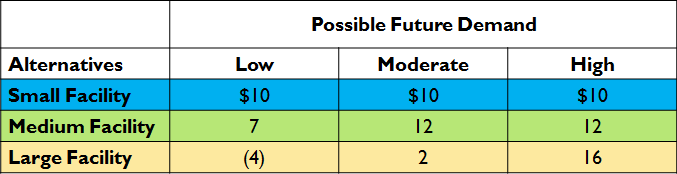 Possible Future Demand
Alternatives Low Moderate High
Small Facility $10 $10 $10
Medium Facility 7 12 12
Large Facility (4) 2 16